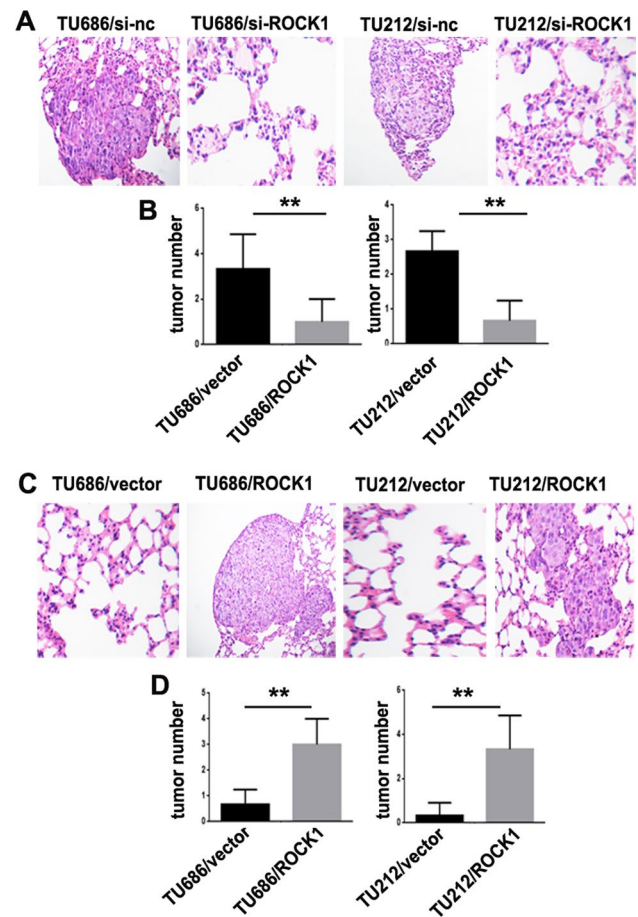 A
TU686/si-nc TU686/si-ROCK1 TU212/si-nc TU212/si-ROCK1
B
tumor number
6
4
2
0
**
TU686/vector
TU686/ROCK1
tumor number
4
3
2
1
0
**
TU212/vector
TU212/ROCK1
C
TU686/vector TU686/ROCK1 TU212/vector TU212/ROCK1
D
tumor number
5
4
3
2
1
0
**
TU686/vector
TU686/ROCK1
tumor number
6
4
2
0
**
TU212/vector
TU212/ROCK1